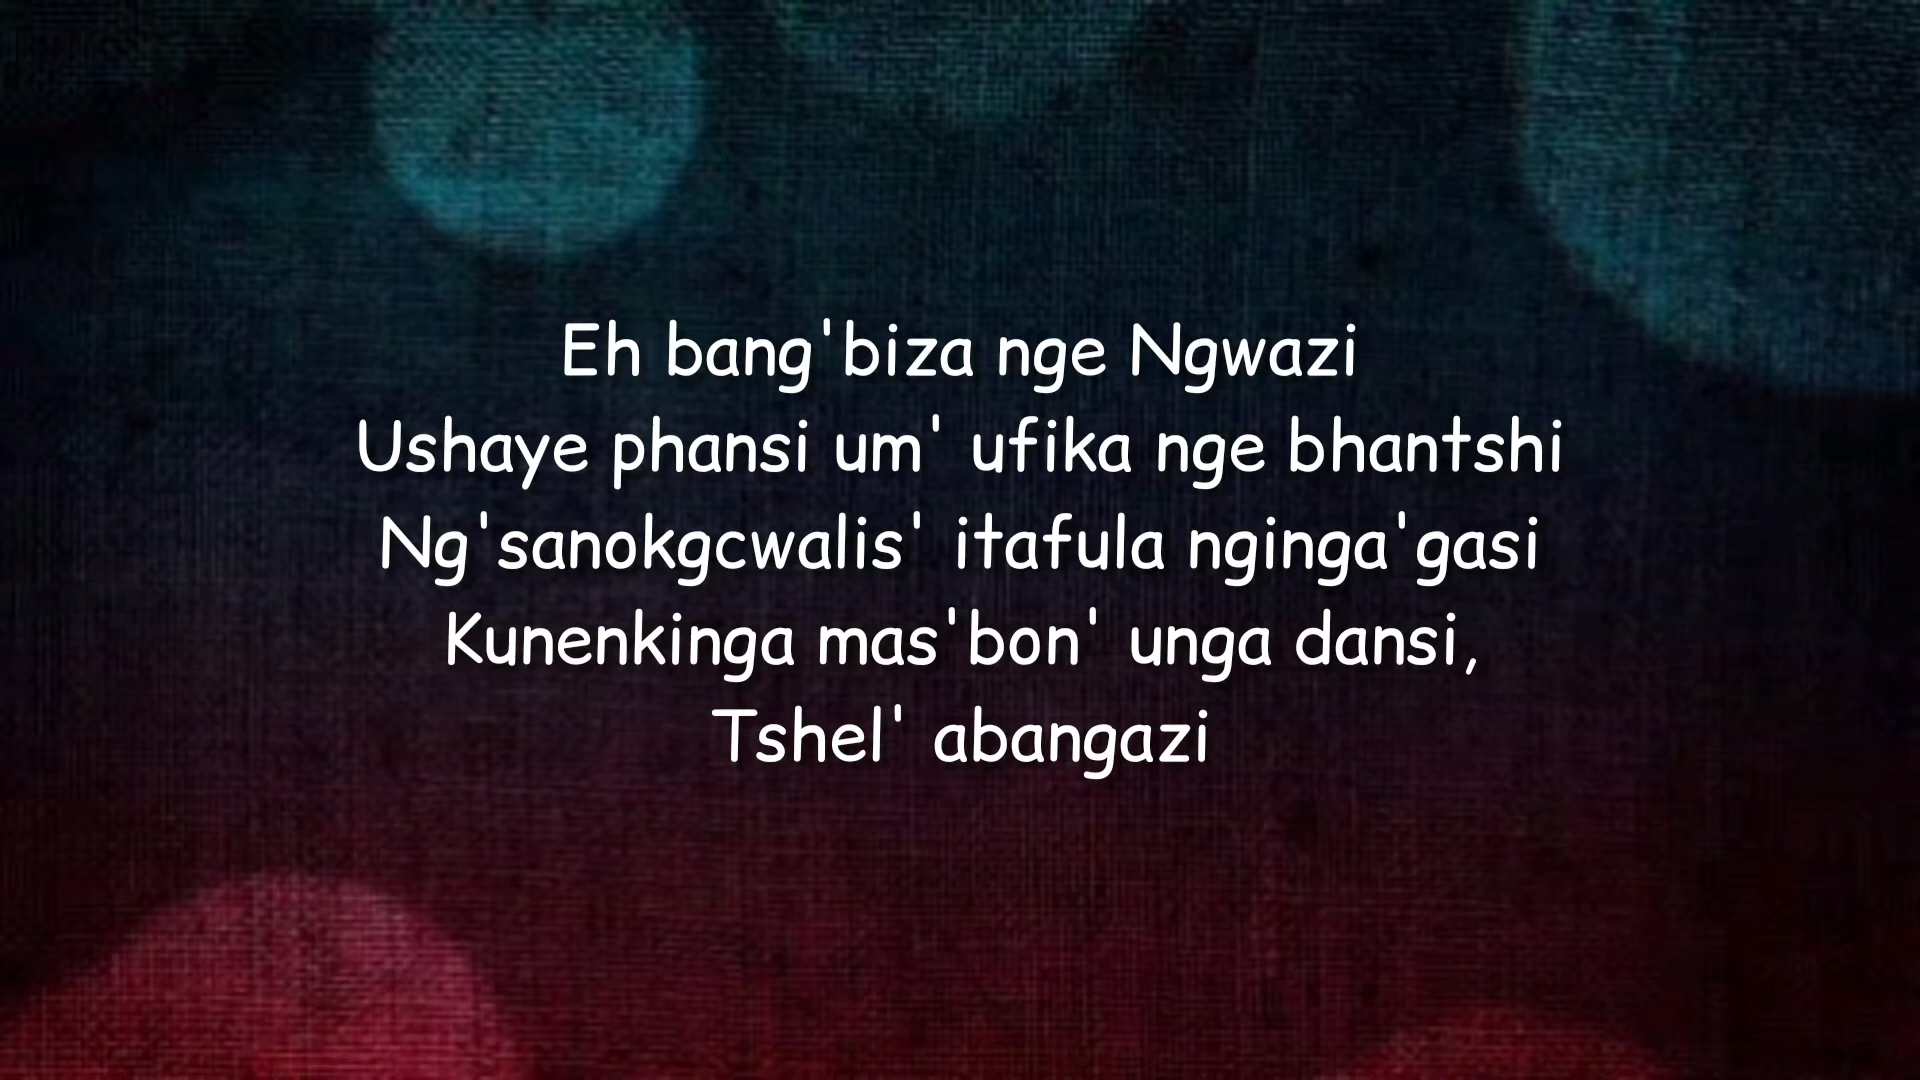 Eh bang'biza nge Ngwazi
Ushaye phansi um' ufika nge bhantshi
Ng'sanokgcwalis' itafula nginga'gasi
Kunenkinga mas'bon' unga dansi,
Tshel' abangazi